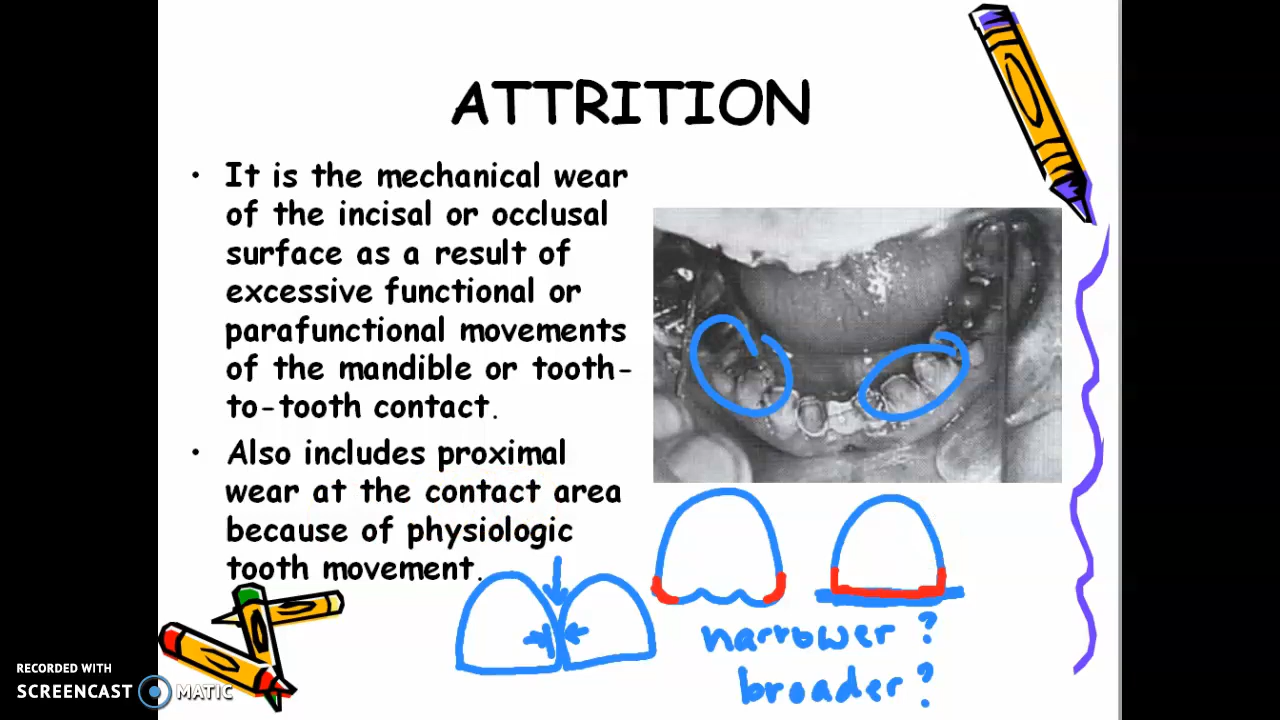 ATTRITION
• It is the mechanical wear
of the incisal or occlusal
surface as a result of
excessive functional or
parafunctional movements
of the mandible or tooth-
to-tooth contact.
• Also includes proximal
wear at the contact area
because of physiologic
tooth movement.
narrower ?
broader ?
RECORDED WITH
SCREENCAST MATIC